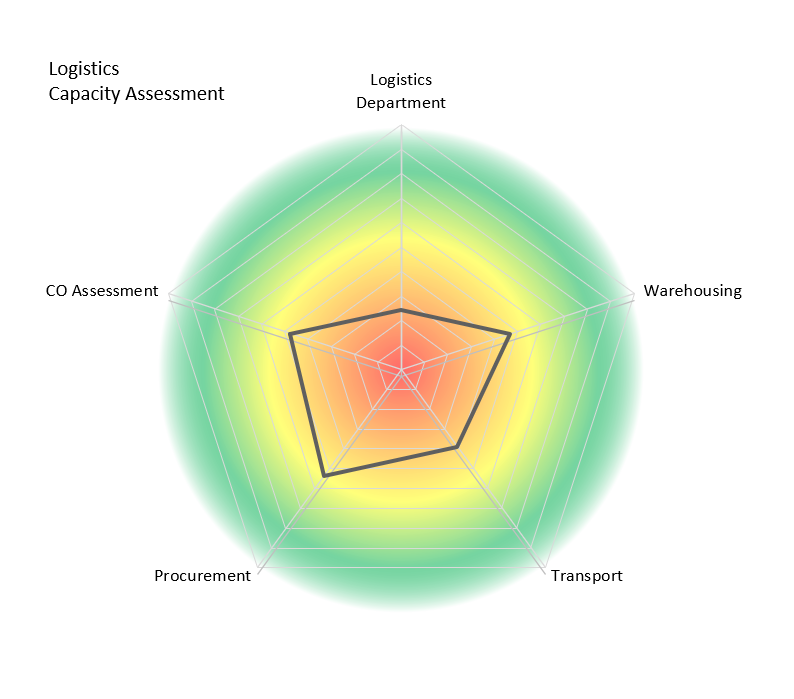 Logistics
Capacity Assessment
Logistics
Department
CO Assessment
Warehousing
Procurement
Transport